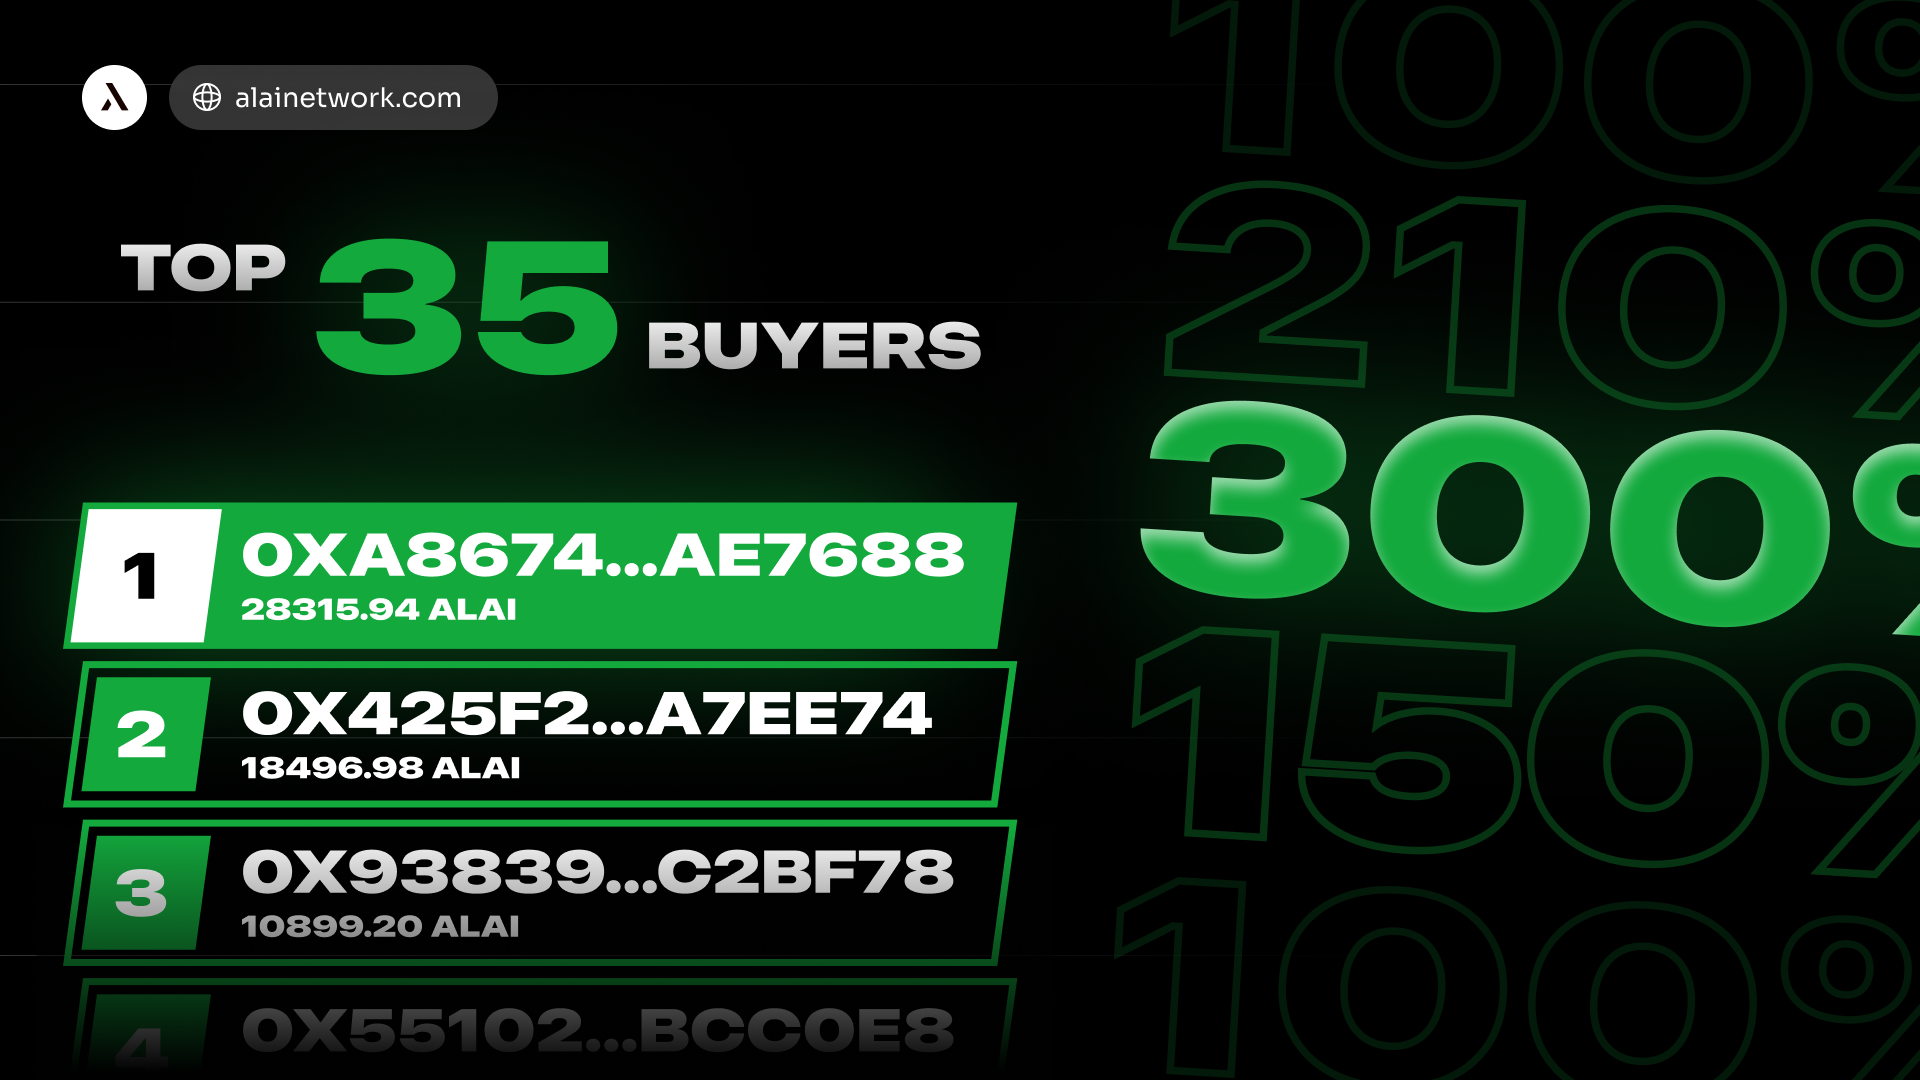 alainetwork.com
TOP 35 BUYERS
1
0XA8674...AE7688
28315.94 ALAI
2
0X425F2...A7EE74
18496.98 ALAI
3
0X93839...C2BF78
10899.20 ALAI
4
0X55102...BCC0E8
100%
210%
300%
150%
100%